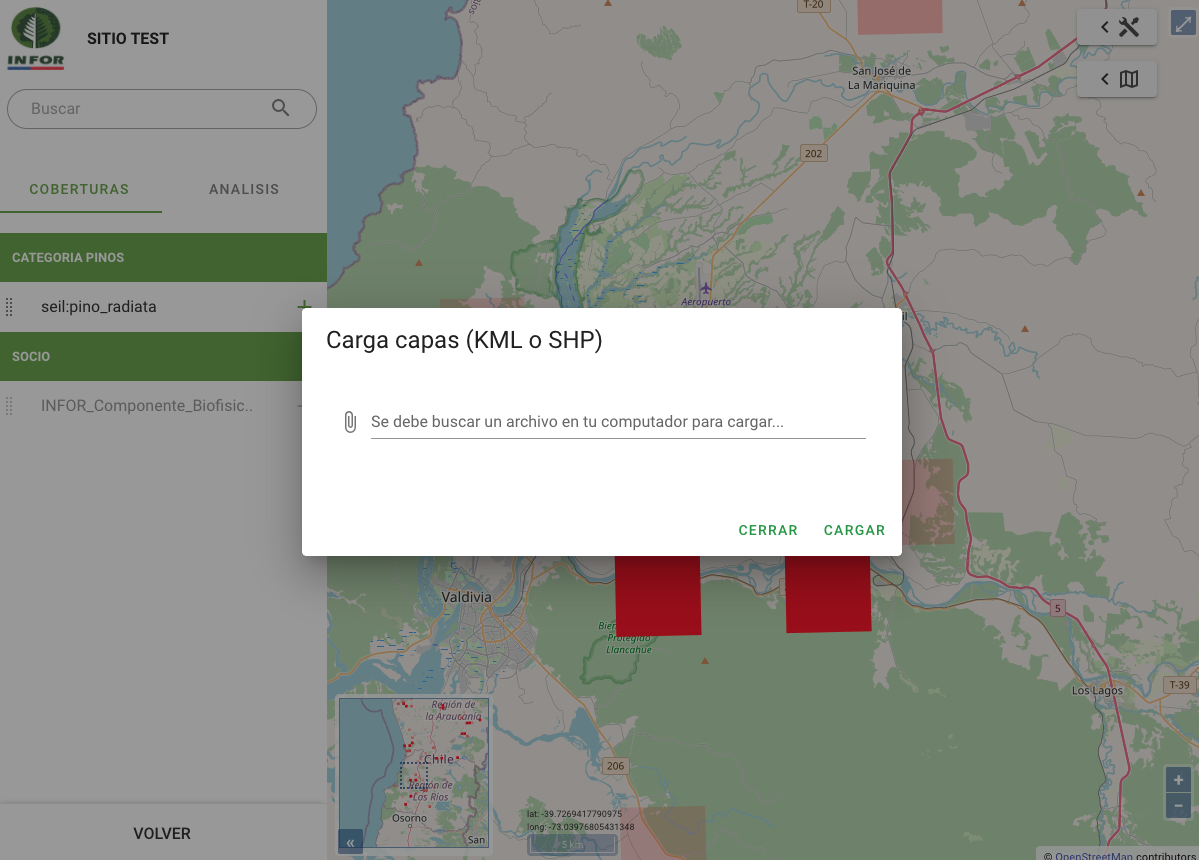 INFOR
SITIO TEST
Buscar
COBERTURAS
ANALISIS
CATEGORIA PINOS
seil:pino_radiata
SOCIO
INFOR_Componente_Biofisic..
VOLVER
T-20
San José de
La Mariquina
202
Aeropuerto
Carga capas (KML o SHP)
Se debe buscar un archivo en tu computador para cargar...
CERRAR
CARGAR
Valdivia
Protegido
Llancahue
5
Los Lagos
T-39
206
Región de
la Araucanía
Chile
Región de
Los Ríos
Osorno
San
«
lat: -39.7269417790975
long: -73.03976805431348
5 km
+
−
© OpenStreetMap contributors